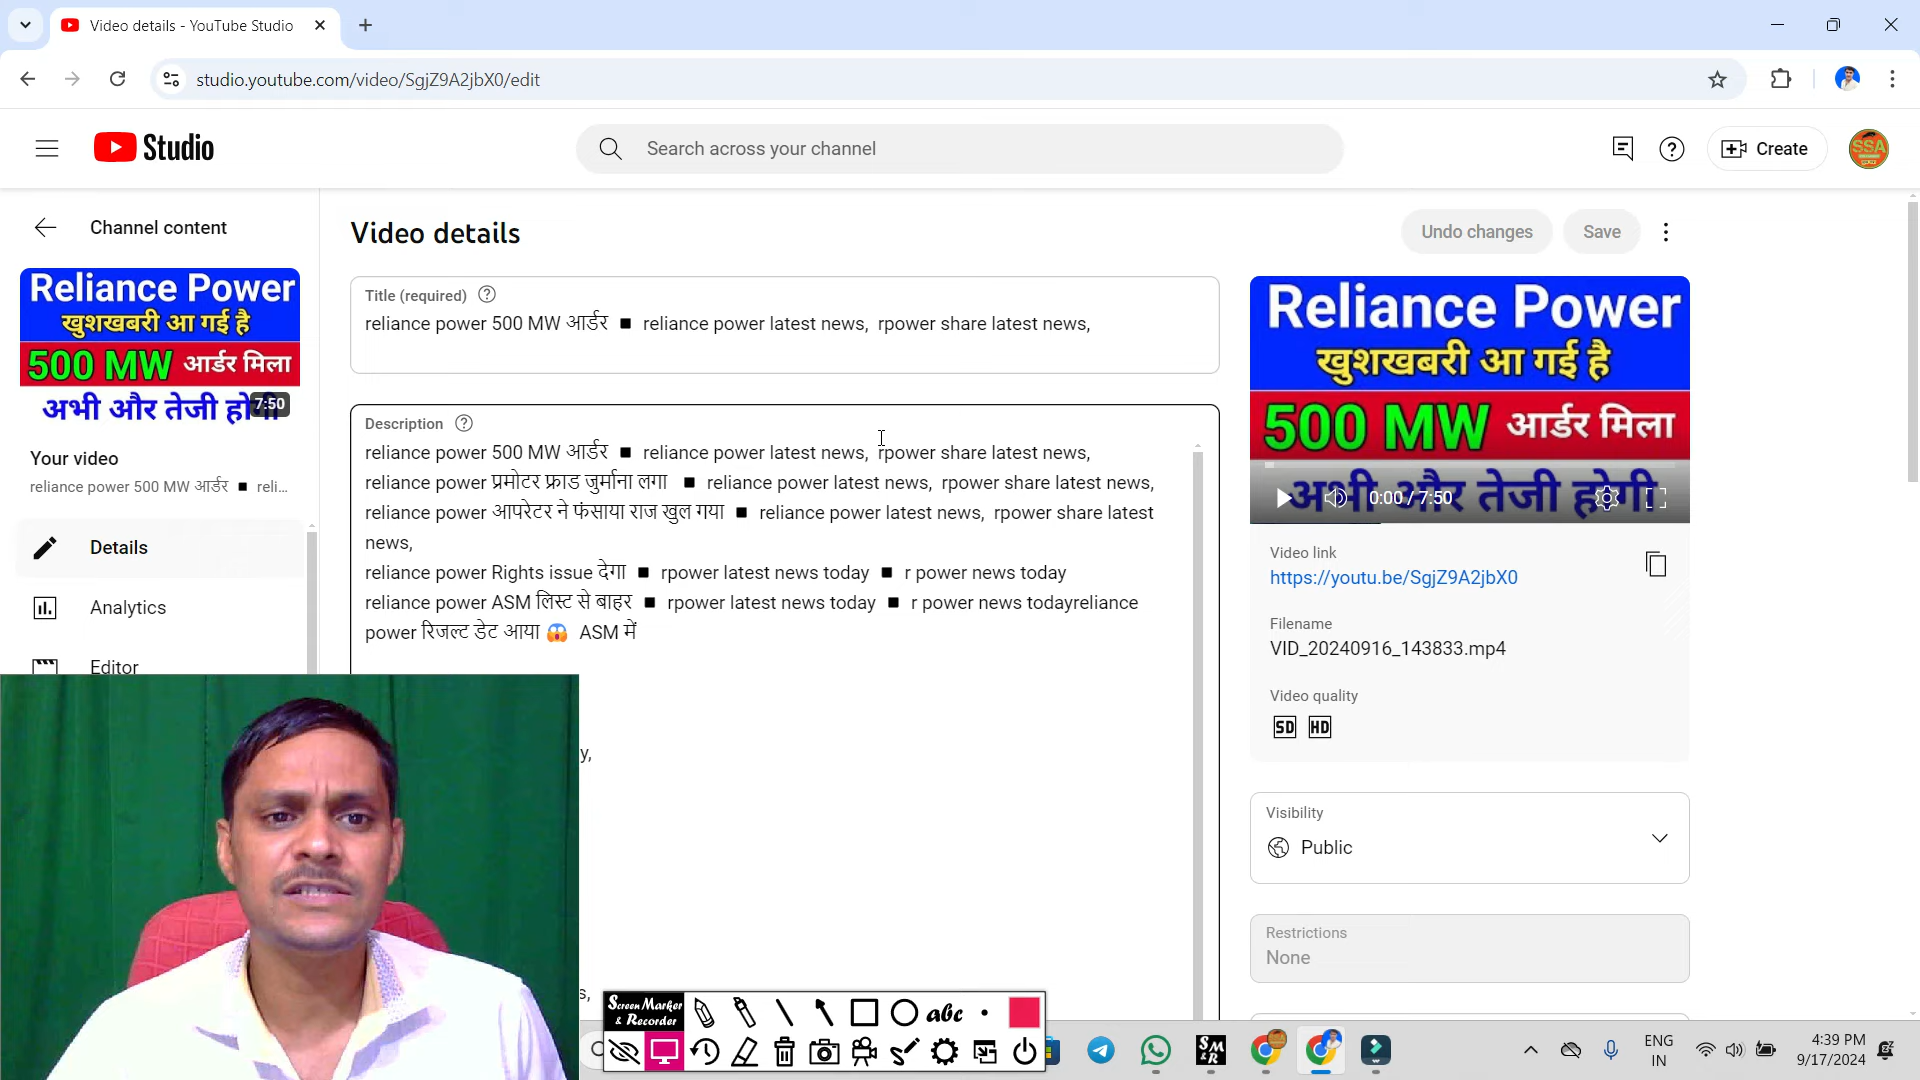 Video details - YouTube Studio
studio.youtube.com/video/SgjZ9A2jbX0/edit
Studio
Search across your channel
Create
SSA
Channel content
Video details
Undo changes
Save
Reliance Power
खुशखबरी आ गई है
500 MW आर्डर मिला
अभी और तेजी होगी
7:50
Your video
reliance power 500 MW आर्डर ◾ reli...
Details
Analytics
Editor
Title (required)
reliance power 500 MW आर्डर ◾ reliance power latest news, rpower share latest news,
Description
reliance power 500 MW आर्डर ◾ reliance power latest news, rpower share latest news,
reliance power प्रमोटर फ्राड जुर्माना लगा ◾ reliance power latest news, rpower share latest news,
reliance power आपरेटर ने फंसाया राज खुल गया ◾ reliance power latest news, rpower share latest
news,
reliance power Rights issue देगा ◾ rpower latest news today ◾ r power news today
reliance power ASM लिस्ट से बाहर ◾ rpower latest news today ◾ r power news todayreliance
power रिजल्ट डेट आया 😱 ASM में
y,
s,
Reliance Power
खुशखबरी आ गई है
500 MW आर्डर मिला
अभी और तेजी होगी
0:00 / 7:50
Video link
https://youtu.be/SgjZ9A2jbX0
Filename
VID_20240916_143833.mp4
Video quality
SD HD
Visibility
Public
Restrictions
None
Screen Marker
& Recorder
abc
SM
&R
ENG
IN
4:39 PM
9/17/2024